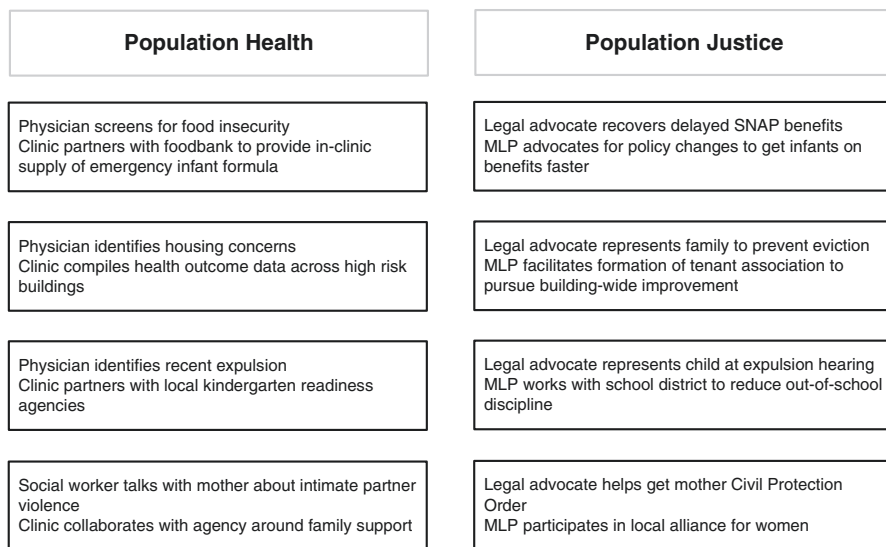 Population Health
Population Justice
Physician screens for food insecurity
Clinic partners with foodbank to provide in-clinic
supply of emergency infant formula
Legal advocate recovers delayed SNAP benefits
MLP advocates for policy changes to get infants on
benefits faster
Physician identifies housing concerns
Clinic compiles health outcome data across high risk
buildings
Legal advocate represents family to prevent eviction
MLP facilitates formation of tenant association to
pursue building-wide improvement
Physician identifies recent expulsion
Clinic partners with local kindergarten readiness
agencies
Legal advocate represents child at expulsion hearing
MLP works with school district to reduce out-of-school
discipline
Social worker talks with mother about intimate partner
violence
Clinic collaborates with agency around family support
Legal advocate helps get mother Civil Protection
Order
MLP participates in local alliance for women